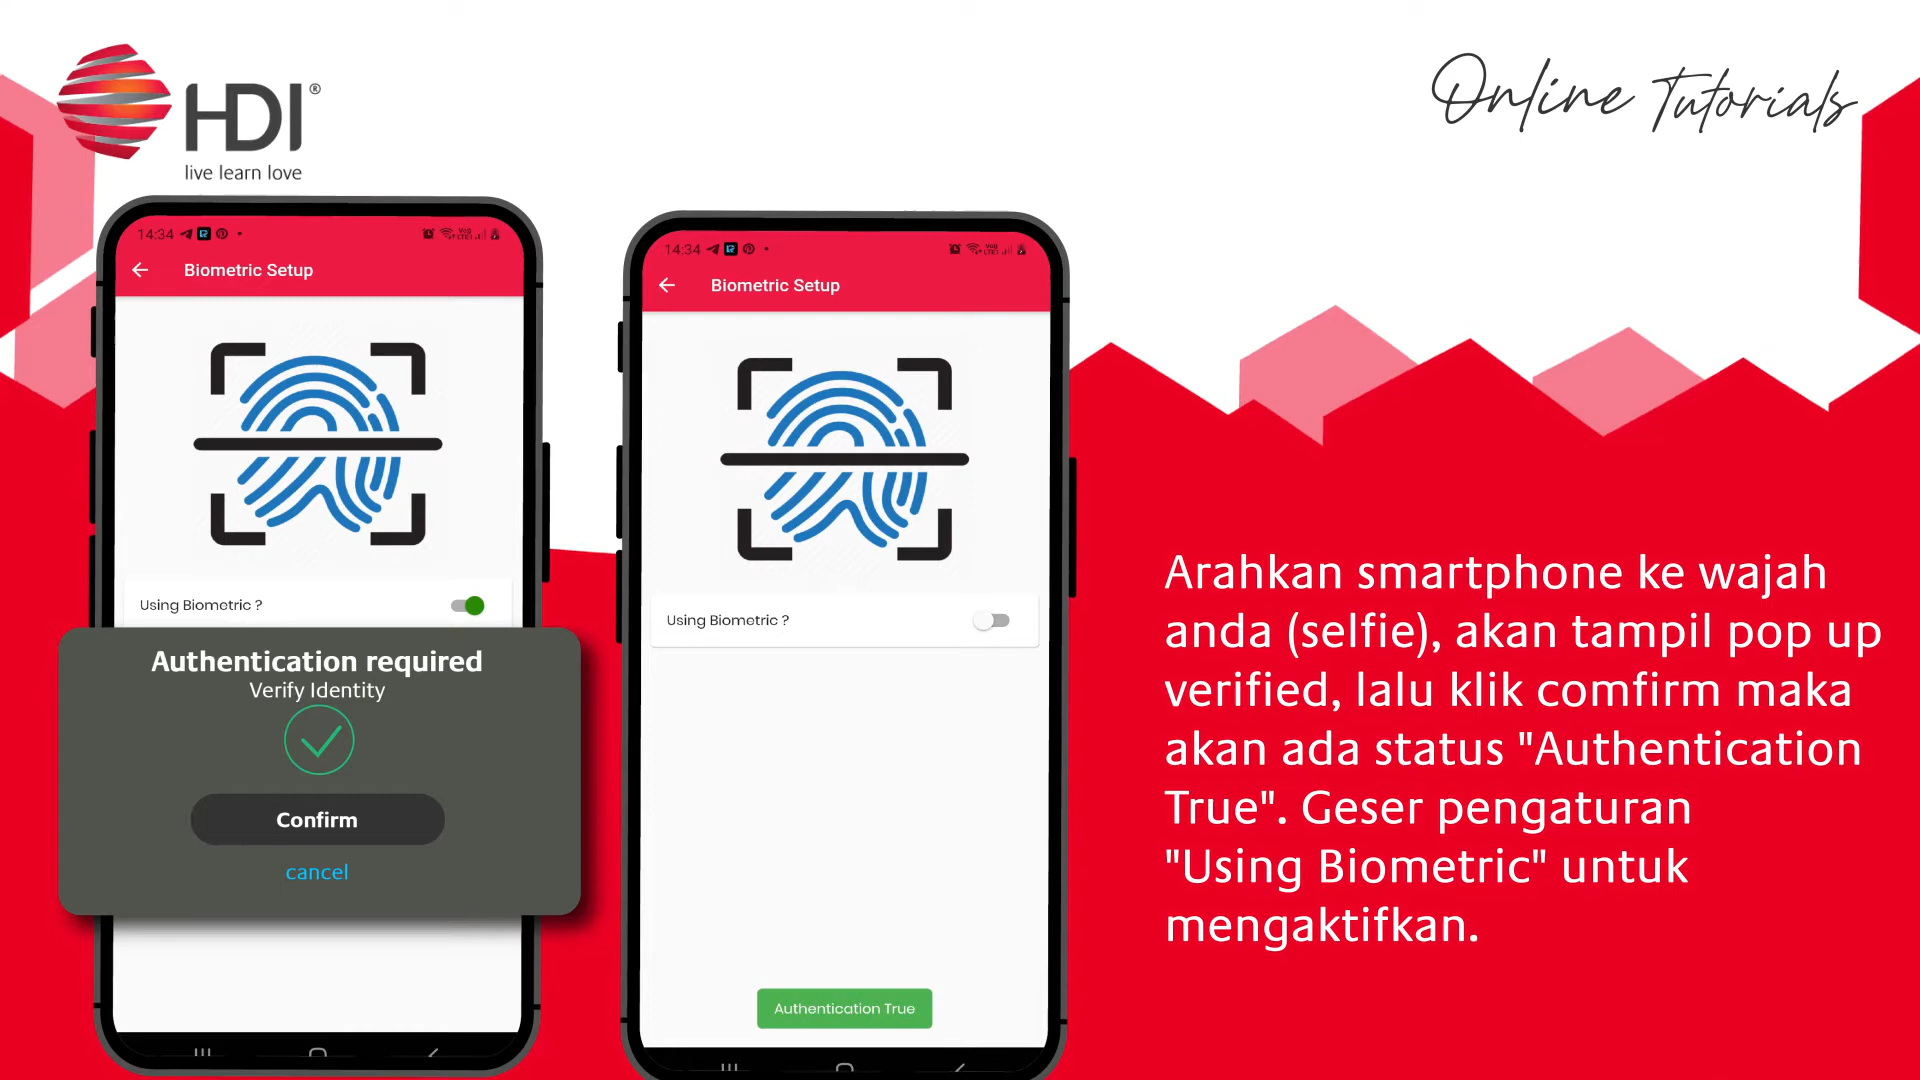 HDI®
live learn love
Online Tutorials
14:34
Biometric Setup
Using Biometric ?
Authentication required
Verify Identity
Confirm
cancel
14:34
Biometric Setup
Using Biometric ?
Authentication True
Arahkan smartphone ke wajah
anda (selfie), akan tampil pop up
verified, lalu klik comfirm maka
akan ada status "Authentication
True". Geser pengaturan
"Using Biometric" untuk
mengaktifkan.